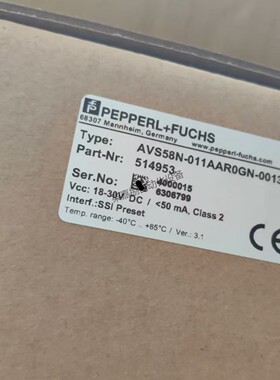 PEPPERL+FUCHS
68307 Mannheim, Germany
www.pepperl-fuchs.com
Type: AVS58N-011AAR0GN-0013
Part-Nr: 514953
Ser.No: 4000015
6306799
Vcc: 18-30V DC / <50 mA, Class 2
Interf.: SSI Preset
Temp. range: -40°C .. +85°C / Ver.: 3.1
CE